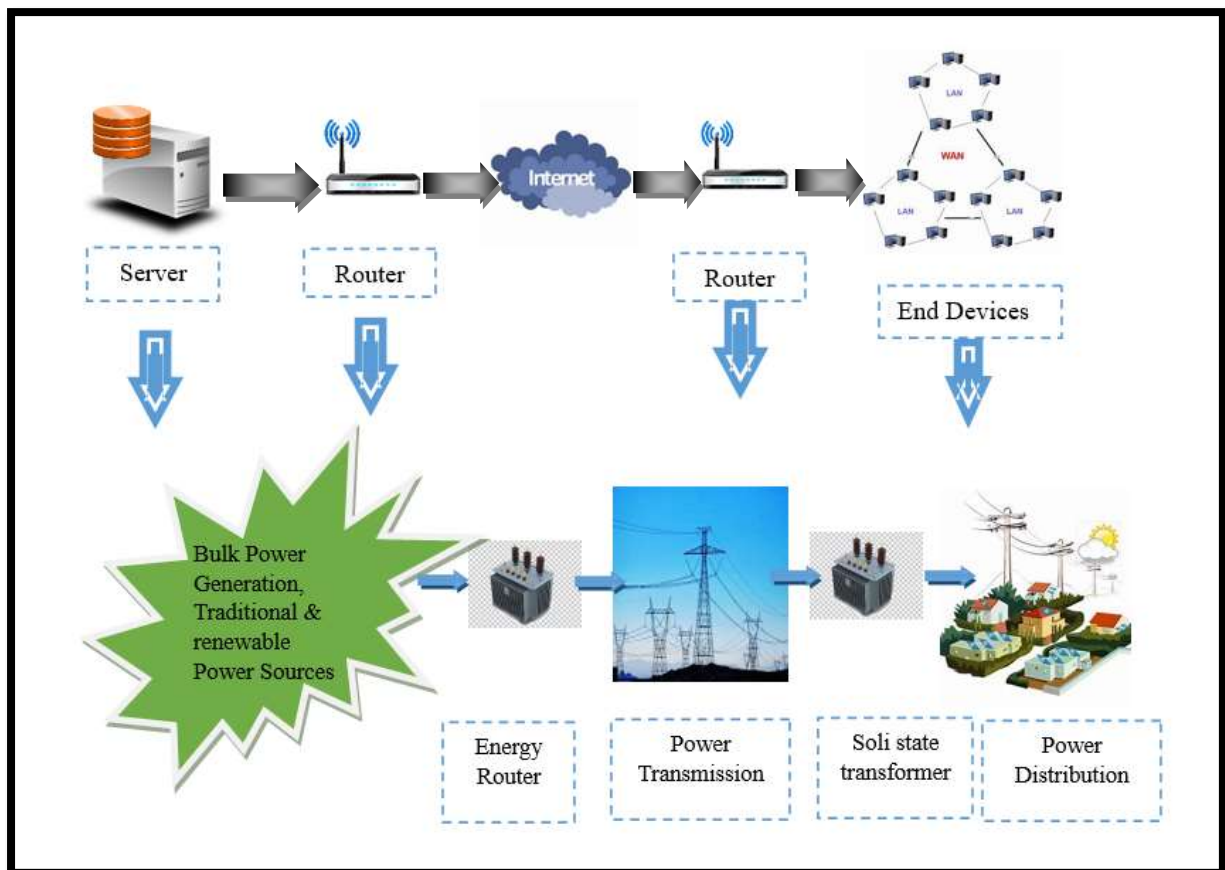 LAN
WAN
LAN
LAN
Internet
Server
Router
Router
End Devices
Bulk Power
Generation,
Traditional &
renewable
Power Sources
Energy
Router
Power
Transmission
Soli state
transformer
Power
Distribution